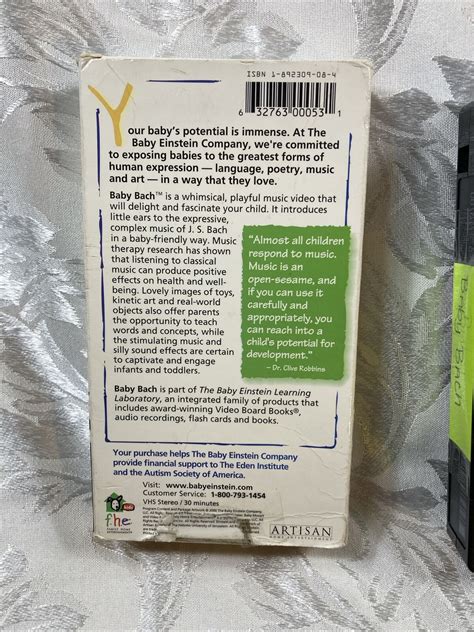 ISBN 1-892309-08-4
6 32763 00053 1
Your baby's potential is immense. At The
Baby Einstein Company, we're committed
to exposing babies to the greatest forms of
human expression — language, poetry, music
and art — in a way that they love.
Baby Bach™ is a whimsical, playful music video that
will delight and fascinate your child. It introduces
little ears to the expressive,
complex music of J. S. Bach
in a baby-friendly way. Music
therapy research has shown
that listening to classical
music can produce positive
effects on health and well-
being. Lovely images of toys,
kinetic art and real-world
objects also offer parents
the opportunity to teach
words and concepts, while
the stimulating music and
silly sound effects are certain
to captivate and engage
infants and toddlers.
"Almost all children
respond to music.
Music is an
open-sesame, and
if you can use it
carefully and
appropriately, you
can reach into a
child's potential for
development."
– Dr. Clive Robbins
Baby Bach is part of The Baby Einstein Learning
Laboratory, an integrated family of products that
includes award-winning Video Board Books®,
audio recordings, flash cards and books.
Your purchase helps The Baby Einstein Company
provide financial support to The Eden Institute
and the Autism Society of America.
Visit: www.babyeinstein.com
Customer Service: 1-800-793-1454
VHS Stereo / 30 minutes
f.h.e.
ARTISAN
HOME ENTERTAINMENT
Baby Bach